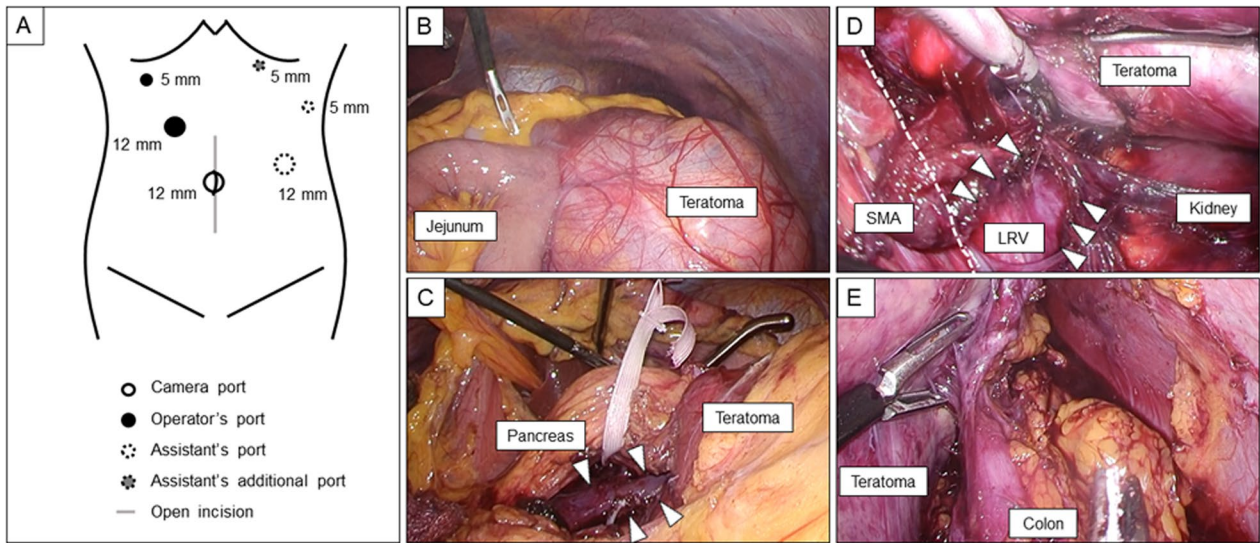 A
5 mm
5 mm
5 mm
12 mm
12 mm
12 mm
Camera port
Operator's port
Assistant's port
Assistant's additional port
Open incision
B
Jejunum
Teratoma
C
Pancreas
Teratoma
D
Teratoma
SMA
LRV
Kidney
E
Teratoma
Colon